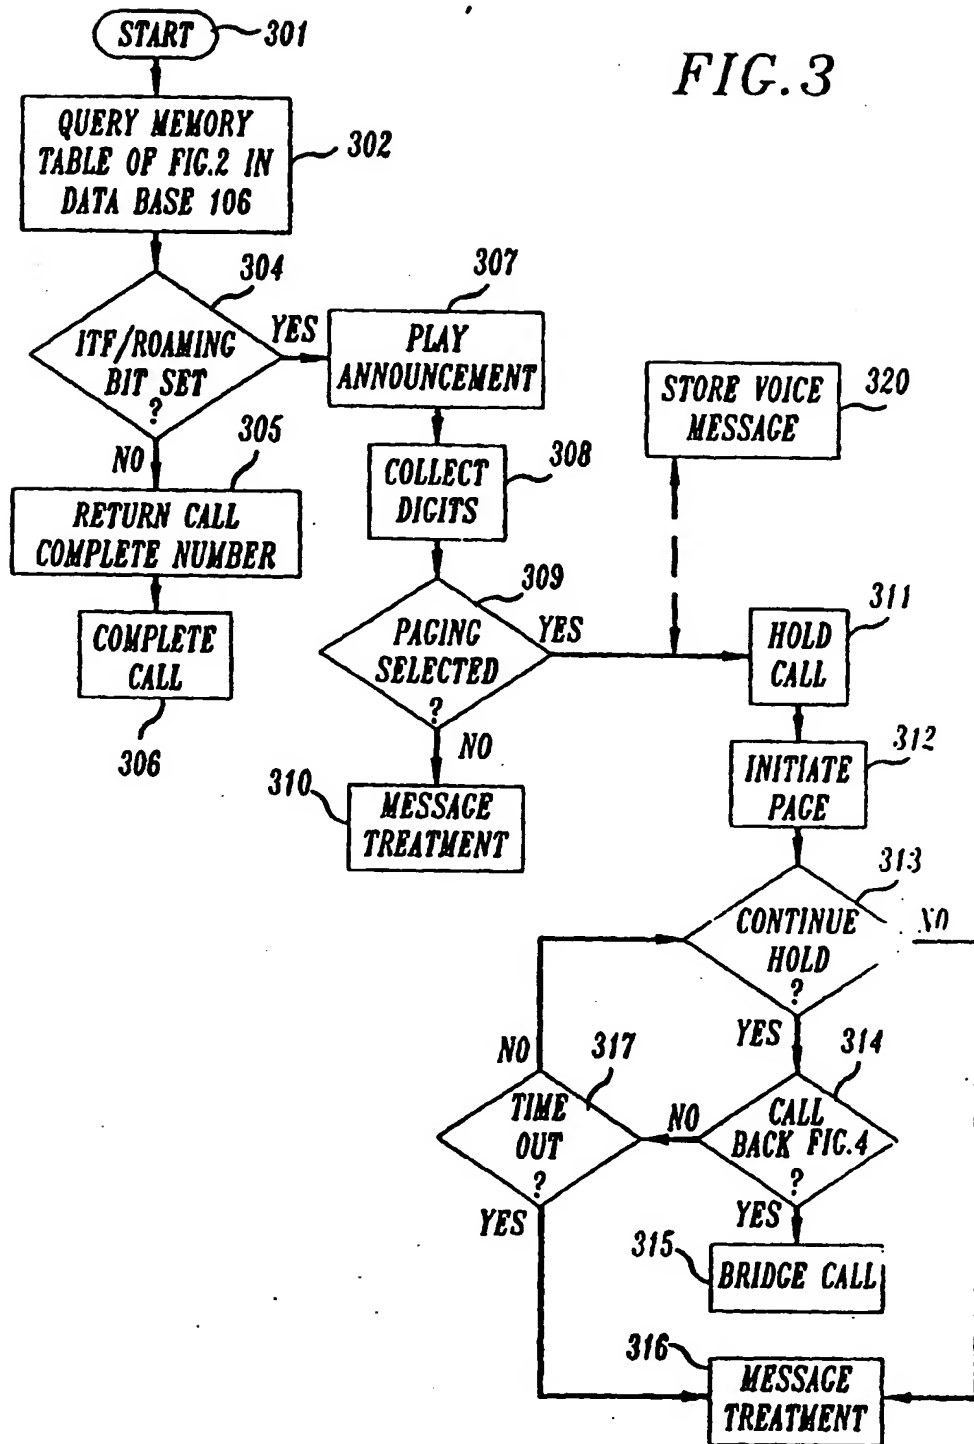 START
301
FIG.3
QUERY MEMORY
TABLE OF FIG.2 IN
DATA BASE 106
302
304
ITF/ROAMING
BIT SET
?
YES
307
PLAY
ANNOUNCEMENT
STORE VOICE
MESSAGE
320
NO
305
RETURN CALL
COMPLETE NUMBER
COLLECT
DIGITS
308
309
PAGING
SELECTED
?
YES
311
HOLD
CALL
COMPLETE
CALL
306
NO
310
MESSAGE
TREATMENT
312
INITIATE
PAGE
313
CONTINUE
HOLD
?
NO
YES
314
CALL
BACK FIG.4
?
NO
317
NO
TIME
OUT
?
YES
YES
315
BRIDGE CALL
316
MESSAGE
TREATMENT